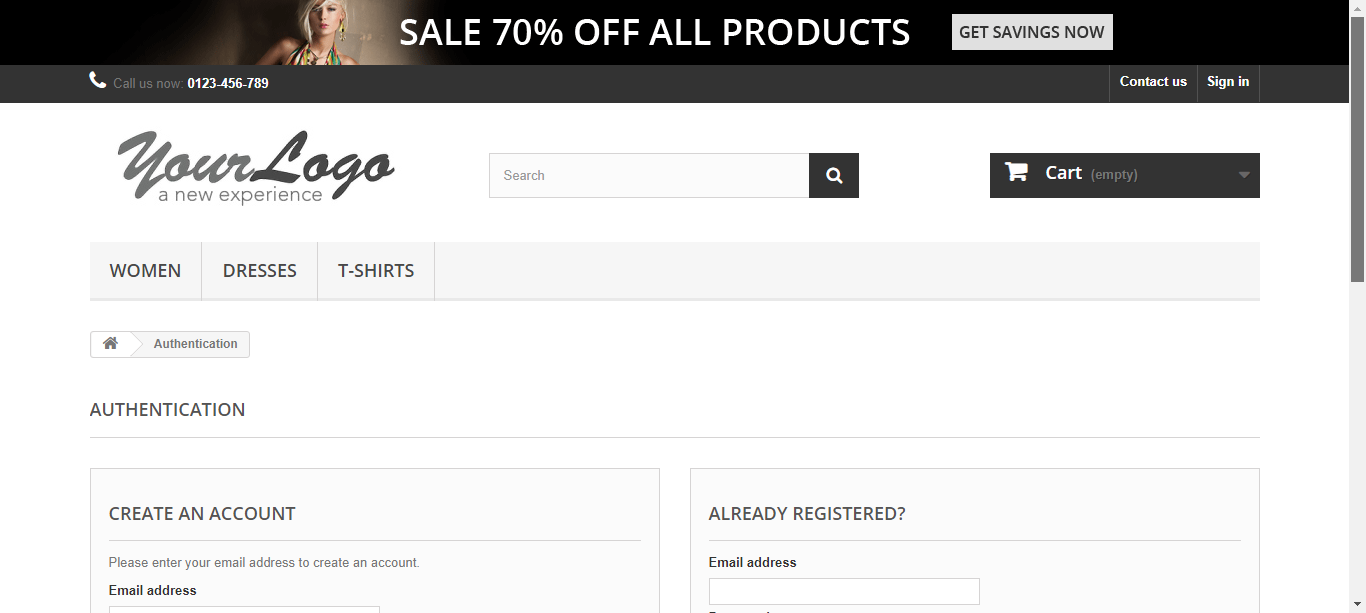 SALE 70% OFF ALL PRODUCTS
GET SAVINGS NOW
Call us now: 0123-456-789
Contact us
Sign in
YourLogo
a new experience
Search
Cart (empty)
WOMEN
DRESSES
T-SHIRTS
Authentication
AUTHENTICATION
CREATE AN ACCOUNT
Please enter your email address to create an account.
Email address
ALREADY REGISTERED?
Email address